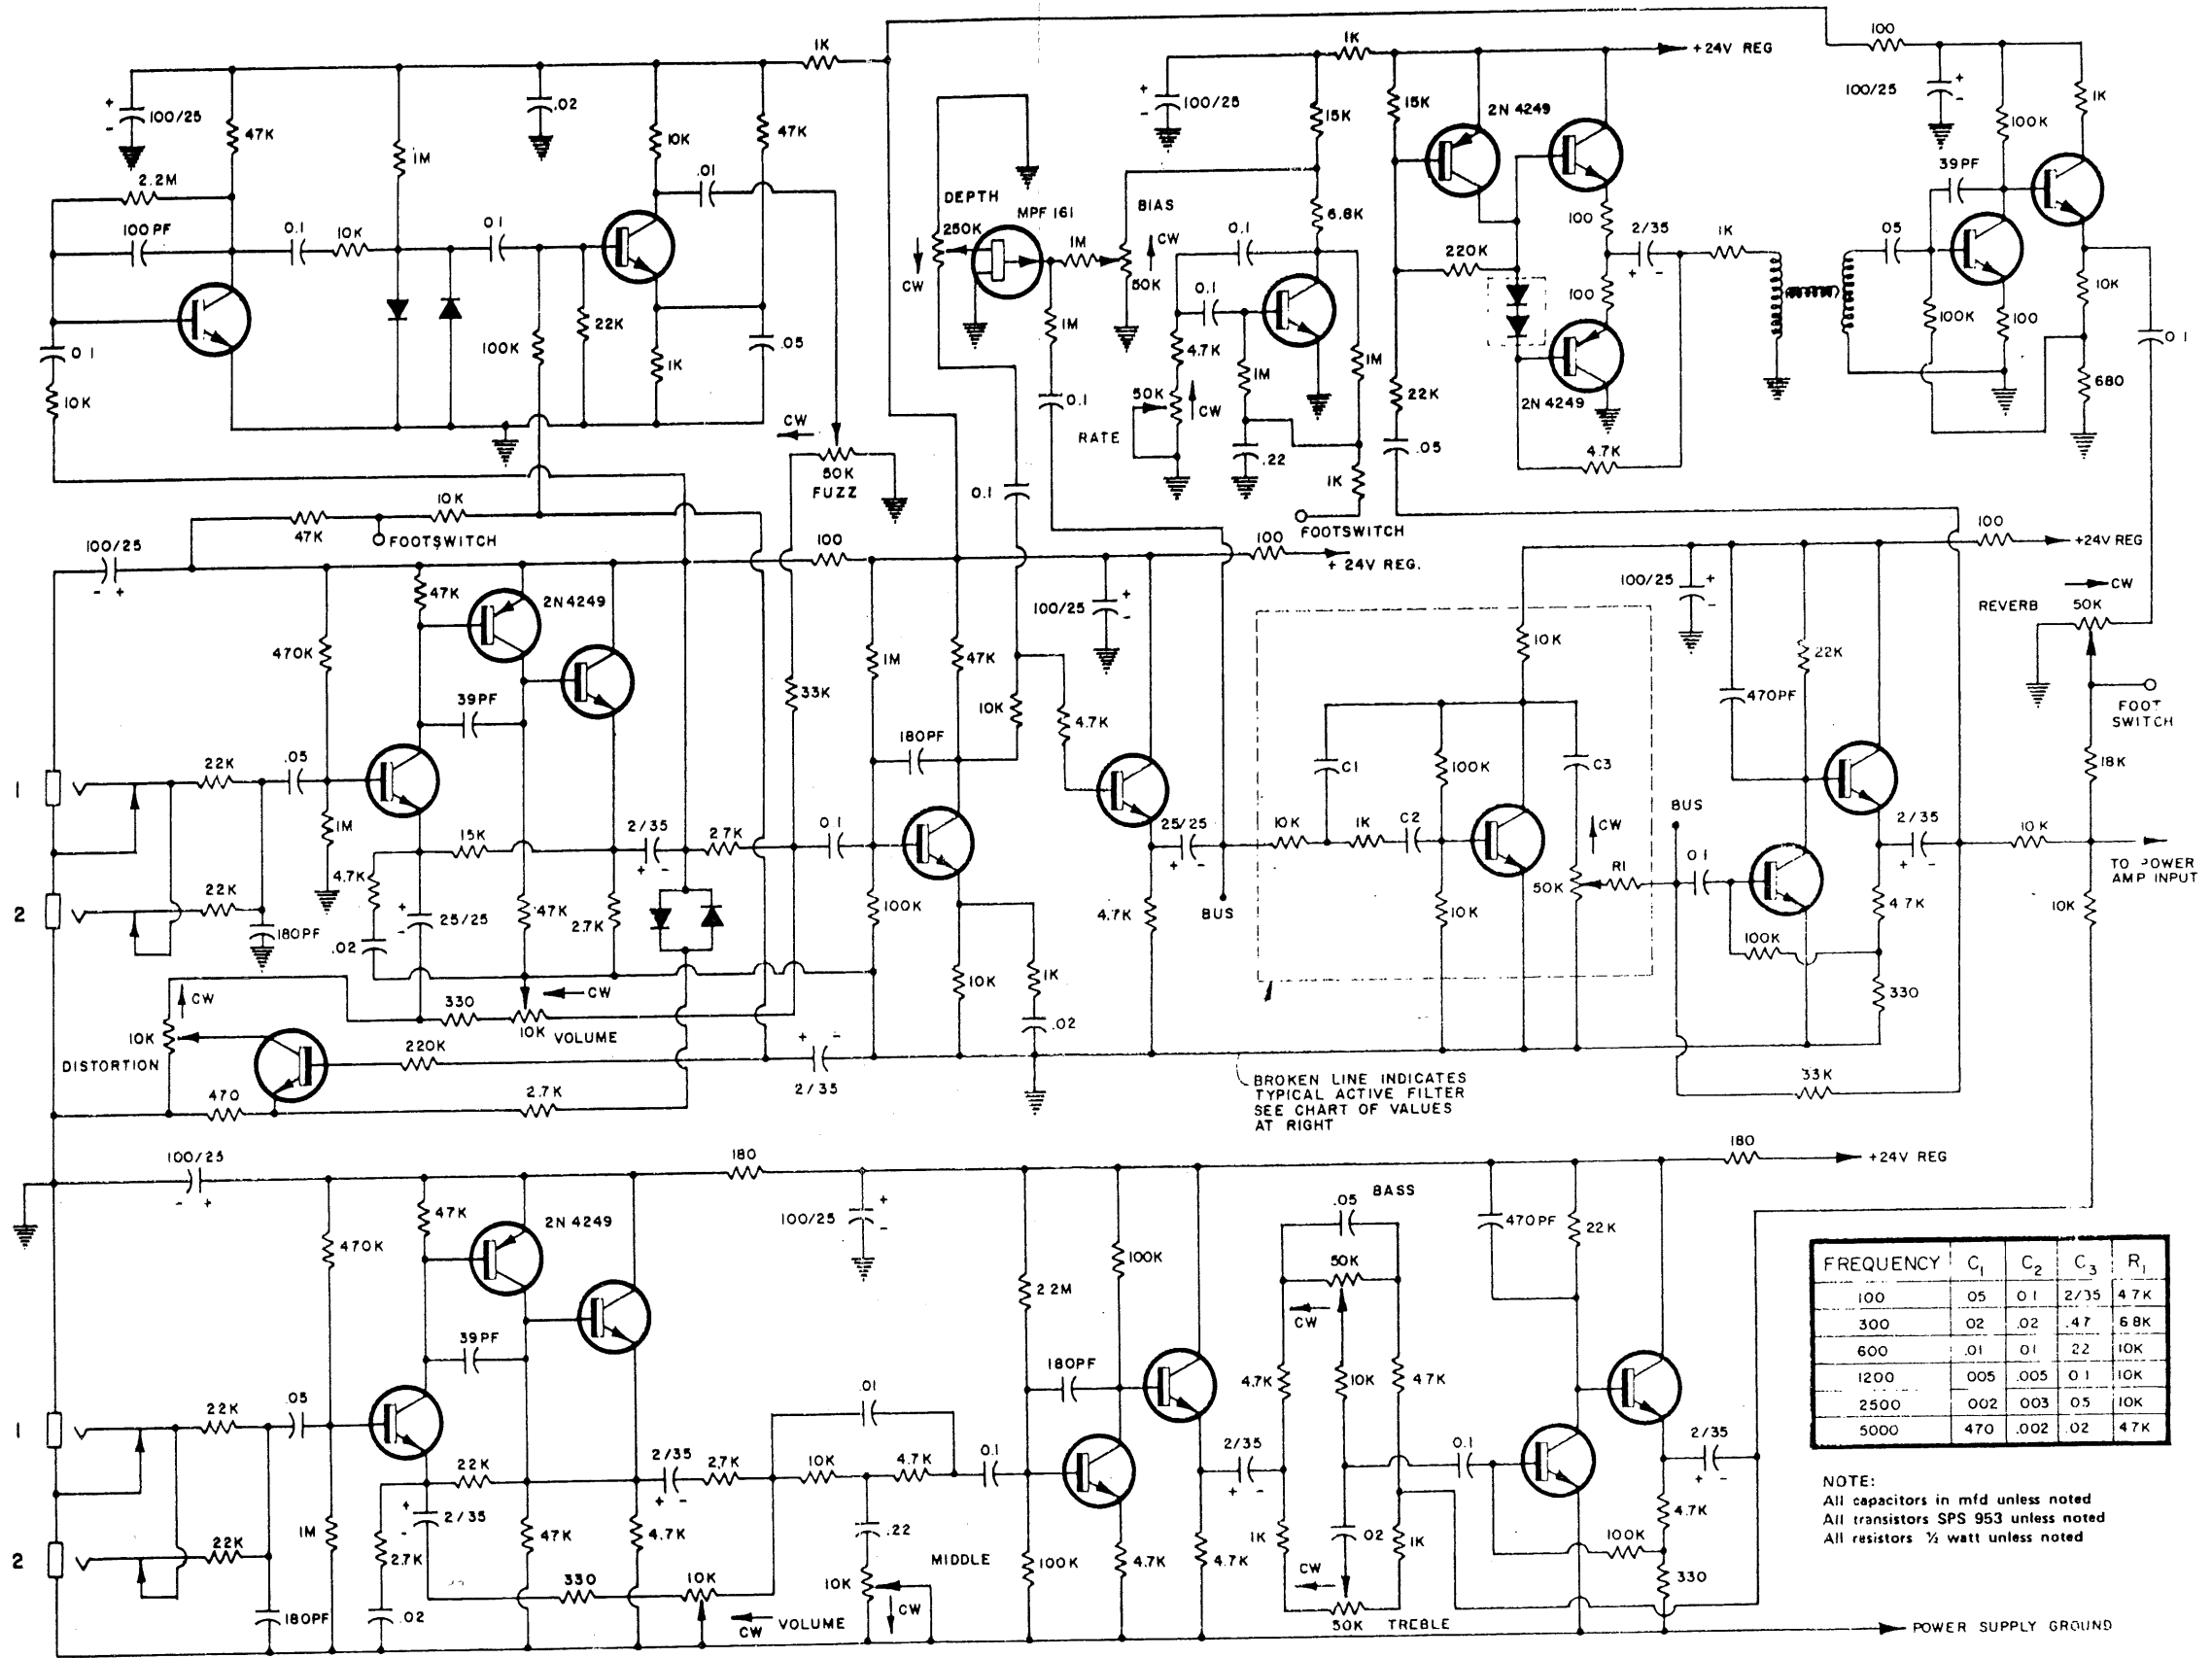 1K
100/25
47K
1M
.02
10K
47K
.01
2.2M
100PF
0.1
10K
0.1
22K
100K
1K
.05
0.1
10K
CW
50K
FUZZ
DEPTH
250K
CW
MPF 161
1M
BIAS
CW
50K
1M
0.1
0.1
100/25
1K
15K
6.8K
0.1
0.1
4.7K
50K
CW
RATE
1M
.22
1M
1K
FOOTSWITCH
15K
2N 4249
+24V REG
220K
100
100
2/35
+ -
1K
2N 4249
22K
.05
4.7K
100
100/25
100K
1K
39PF
05
100K
100
10K
680
0.1
47K
10K
FOOTSWITCH
100/25
- +
47K
2N4249
470K
39PF
100
1M
47K
33K
180PF
10K
4.7K
100/25
100
+ 24V REG.
1
22K
.05
1M
15K
2/35
+ -
2.7K
0.1
4.7K
25/25
47K
2.7K
100K
2
22K
180PF
.02
CW
10K
DISTORTION
330
10K
VOLUME
CW
220K
2/35
+ -
470
2.7K
10K
1K
.02
25/25
+ -
4.7K
BUS
10K
1K
C1
C2
100K
10K
10K
C3
CW
50K
R1
BROKEN LINE INDICATES
TYPICAL ACTIVE FILTER
SEE CHART OF VALUES
AT RIGHT
BUS
0.1
100/25
470PF
22K
100
+24V REG
2/35
+ -
4.7K
100K
330
33K
10K
CW
REVERB
50K
FOOT
SWITCH
18K
TO POWER
AMP INPUT
10K
100/25
- +
180
100/25
470K
47K
2N 4249
39PF
1
22K
.05
22K
2/35
+ -
2.7K
1M
2/35
47K
4.7K
2
22K
180PF
2.7K
.02
330
10K
CW
VOLUME
.01
10K
4.7K
0.1
.22
10K
CW
MIDDLE
2.2M
100K
180PF
100K
4.7K
4.7K
2/35
+ -
BASS
.05
50K
CW
4.7K
10K
4.7K
1K
02
1K
CW
50K
TREBLE
0.1
470PF
22K
180
+24V REG
2/35
+ -
4.7K
100K
330
POWER SUPPLY GROUND
FREQUENCY C1 C2 C3 R1
100 05 01 2/35 4 7K
300 02 .02 .47 6 8K
600 .01 01 22 10K
1200 005 .005 01 10K
2500 002 003 05 10K
5000 470 .002 .02 47K
NOTE:
All capacitors in mfd unless noted
All transistors SPS 953 unless noted
All resistors ½ watt unless noted